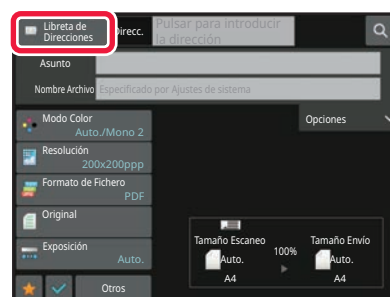 Libreta de
Direcciones
Direcc.
Pulsar para introducir
la dirección
Asunto
Nombre Archivo
Especificado por Ajustes de sistema
Modo Color
Auto./Mono 2
Opciones
Resolución
200x200ppp
Formato de Fichero
PDF
Original
Exposición
Auto.
Tamaño Escaneo
100%
Tamaño Envío
Auto.
Auto.
A4
A4
Otros